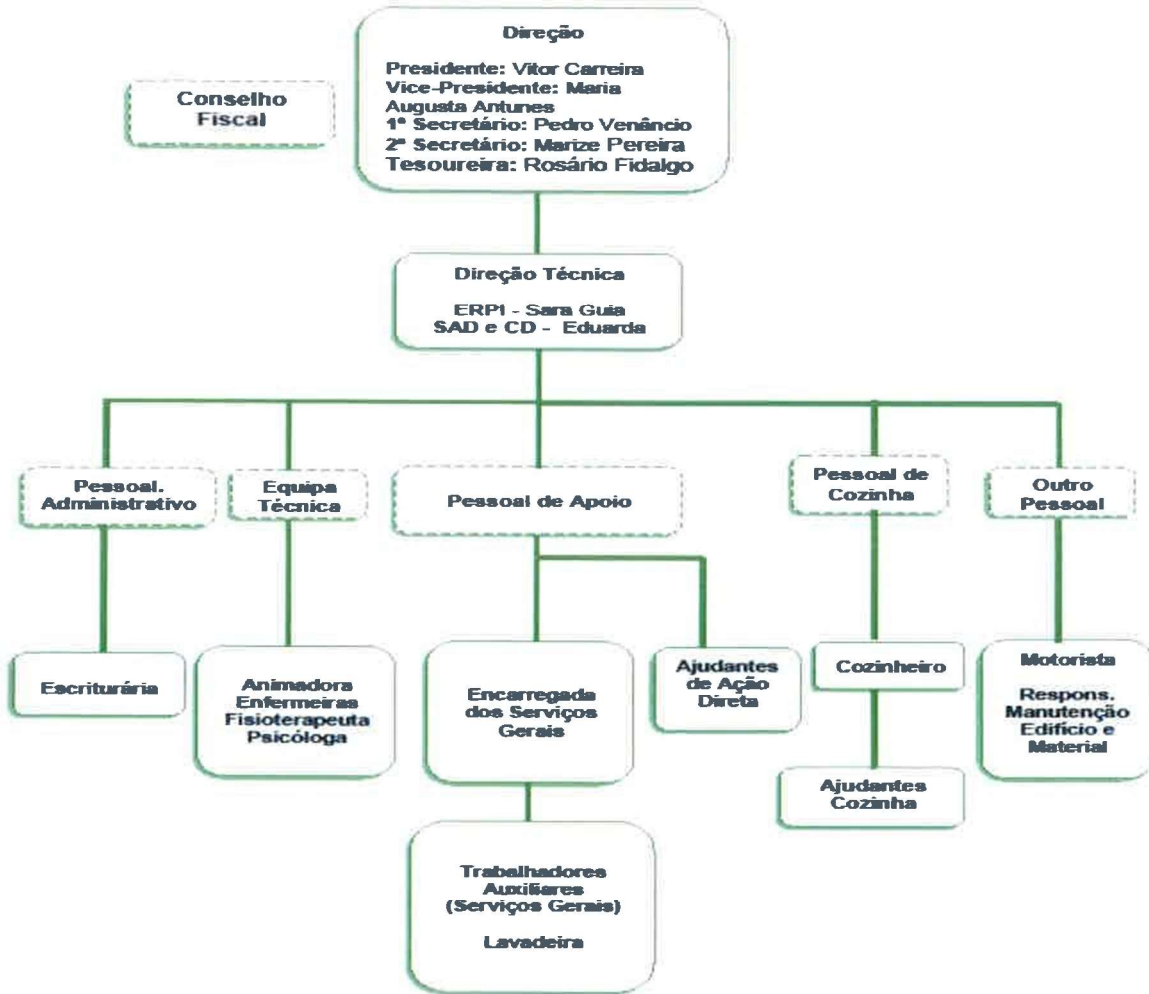 Direção
Presidente: Vitor Carreira
Vice-Presidente: Maria
Augusta Antunes
1º Secretário: Pedro Venâncio
2ª Secretário: Marize Pereira
Tesoureira: Rosário Fidalgo
Conselho
Fiscal
Direção Técnica
ERPI - Sara Guia
SAD e CD - Eduarda
Pessoal.
Administrativo
Equipa
Técnica
Pessoal de Apoio
Pessoal de
Cozinha
Outro
Pessoal
Escriturária
Animadora
Enfermeiras
Fisioterapeuta
Psicóloga
Encarregada
dos Serviços
Gerais
Ajudantes
de Ação
Direta
Cozinheiro
Motorista
Respons.
Manutenção
Edifício e
Material
Ajudantes
Cozinha
Trabalhadores
Auxiliares
(Serviços Gerais)
Lavadeira